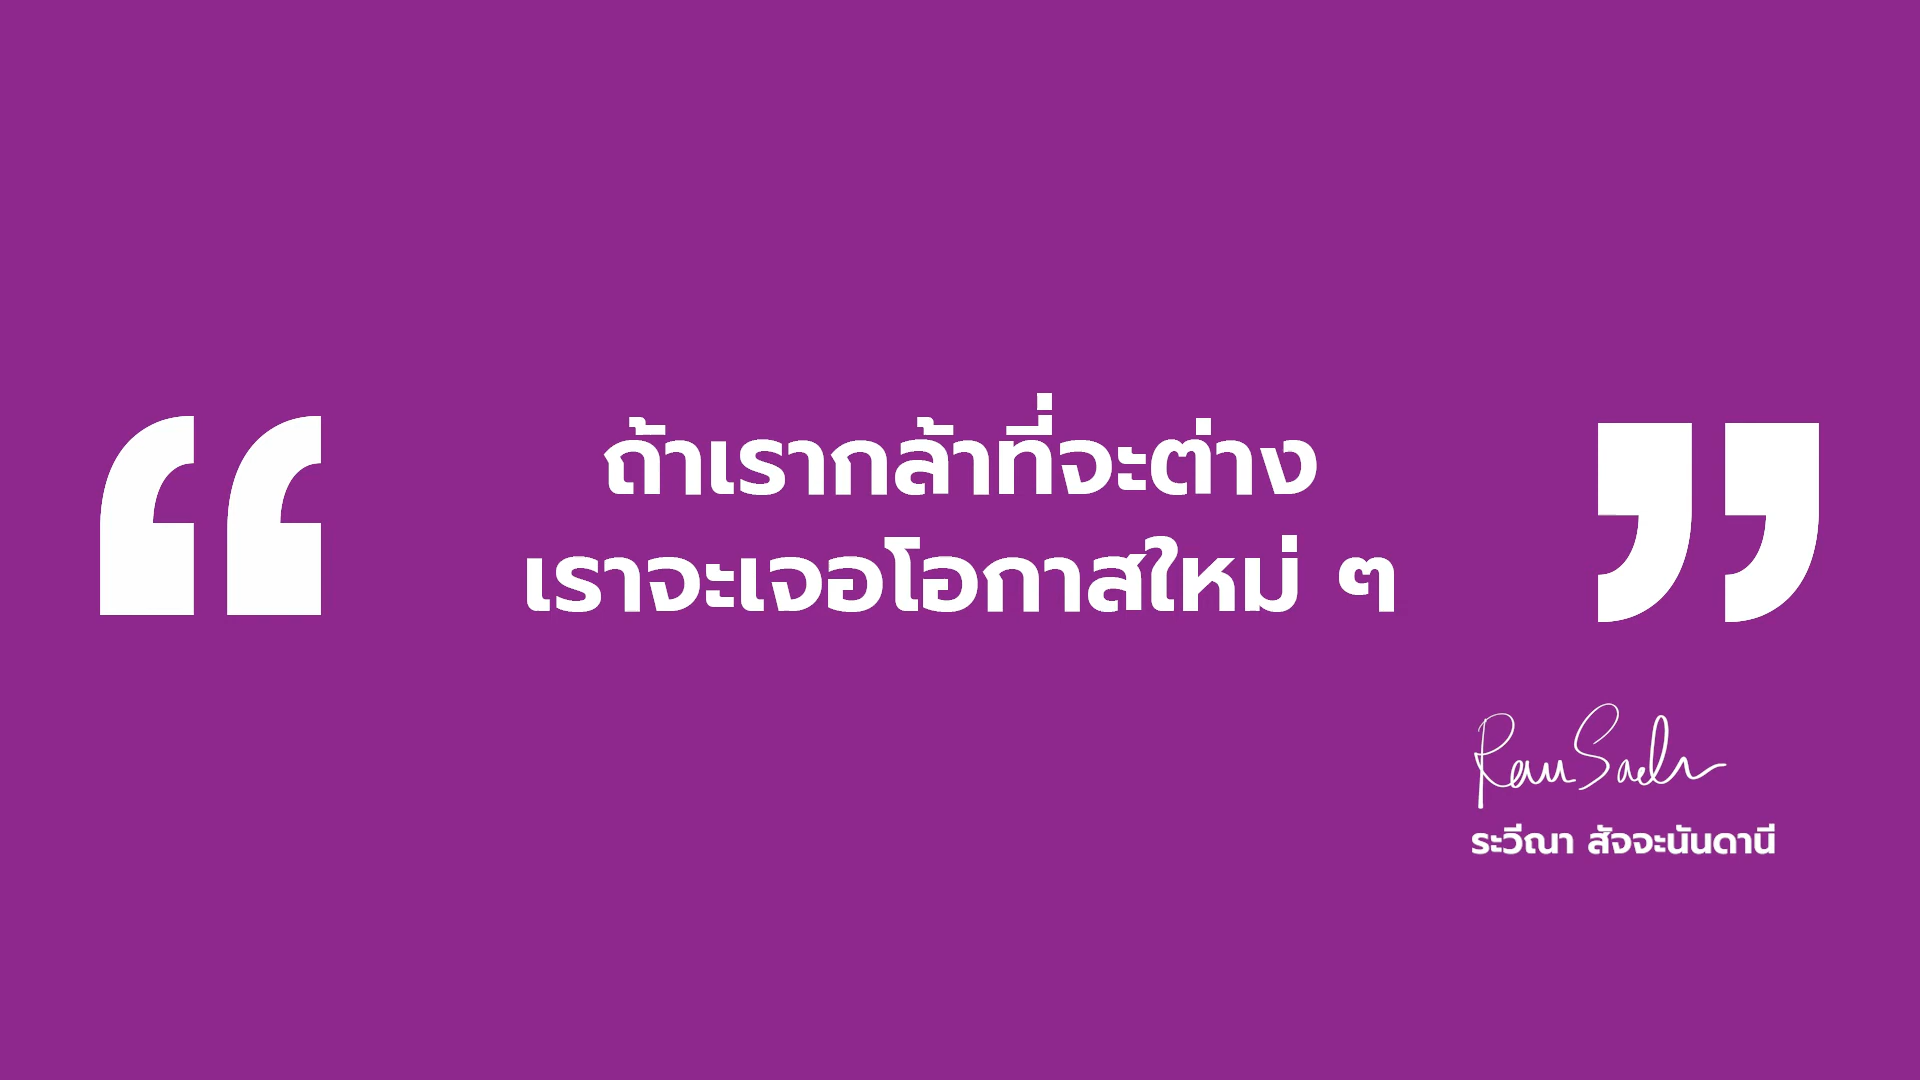 “ถ้าเรากล้าที่จะต่าง
เราจะเจอโอกาสใหม่ ๆ”
ระวีณา สัจจะนันดานี